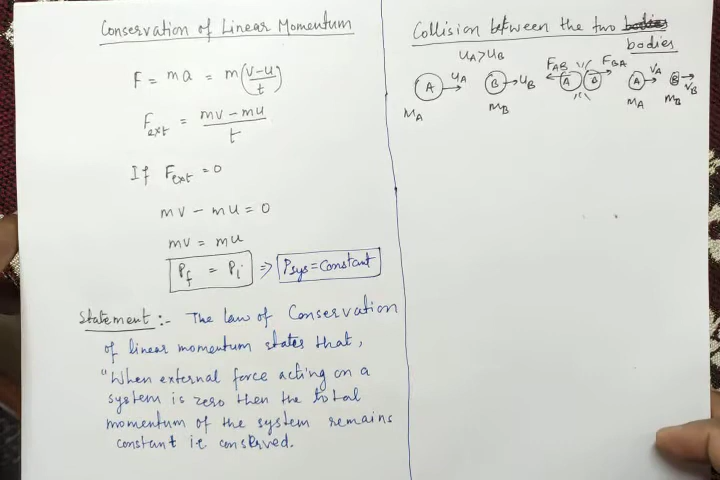 Conservation of Linear Momentum
F = ma = m(v-u/t)
Fext = mv - mu/t
If Fext = 0
mv - mu = 0
mv = mu
Pf = Pi ⇒ Psys = Constant
Statement :- The law of Conservation
of linear momentum states that,
"When external force acting on a
system is zero then the total
momentum of the system remains
constant ie conserved.
Collision between the two
bodies
uA > uB
A uA B uB FAB A B FBA A vA B vB
MA MB MA MB